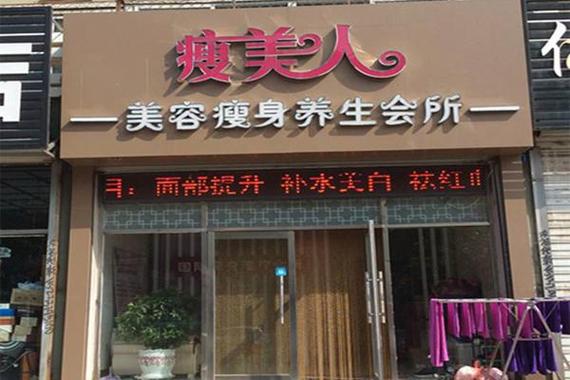 瘦美人
美容瘦身养生会所
面部提升 补水美白 祛红